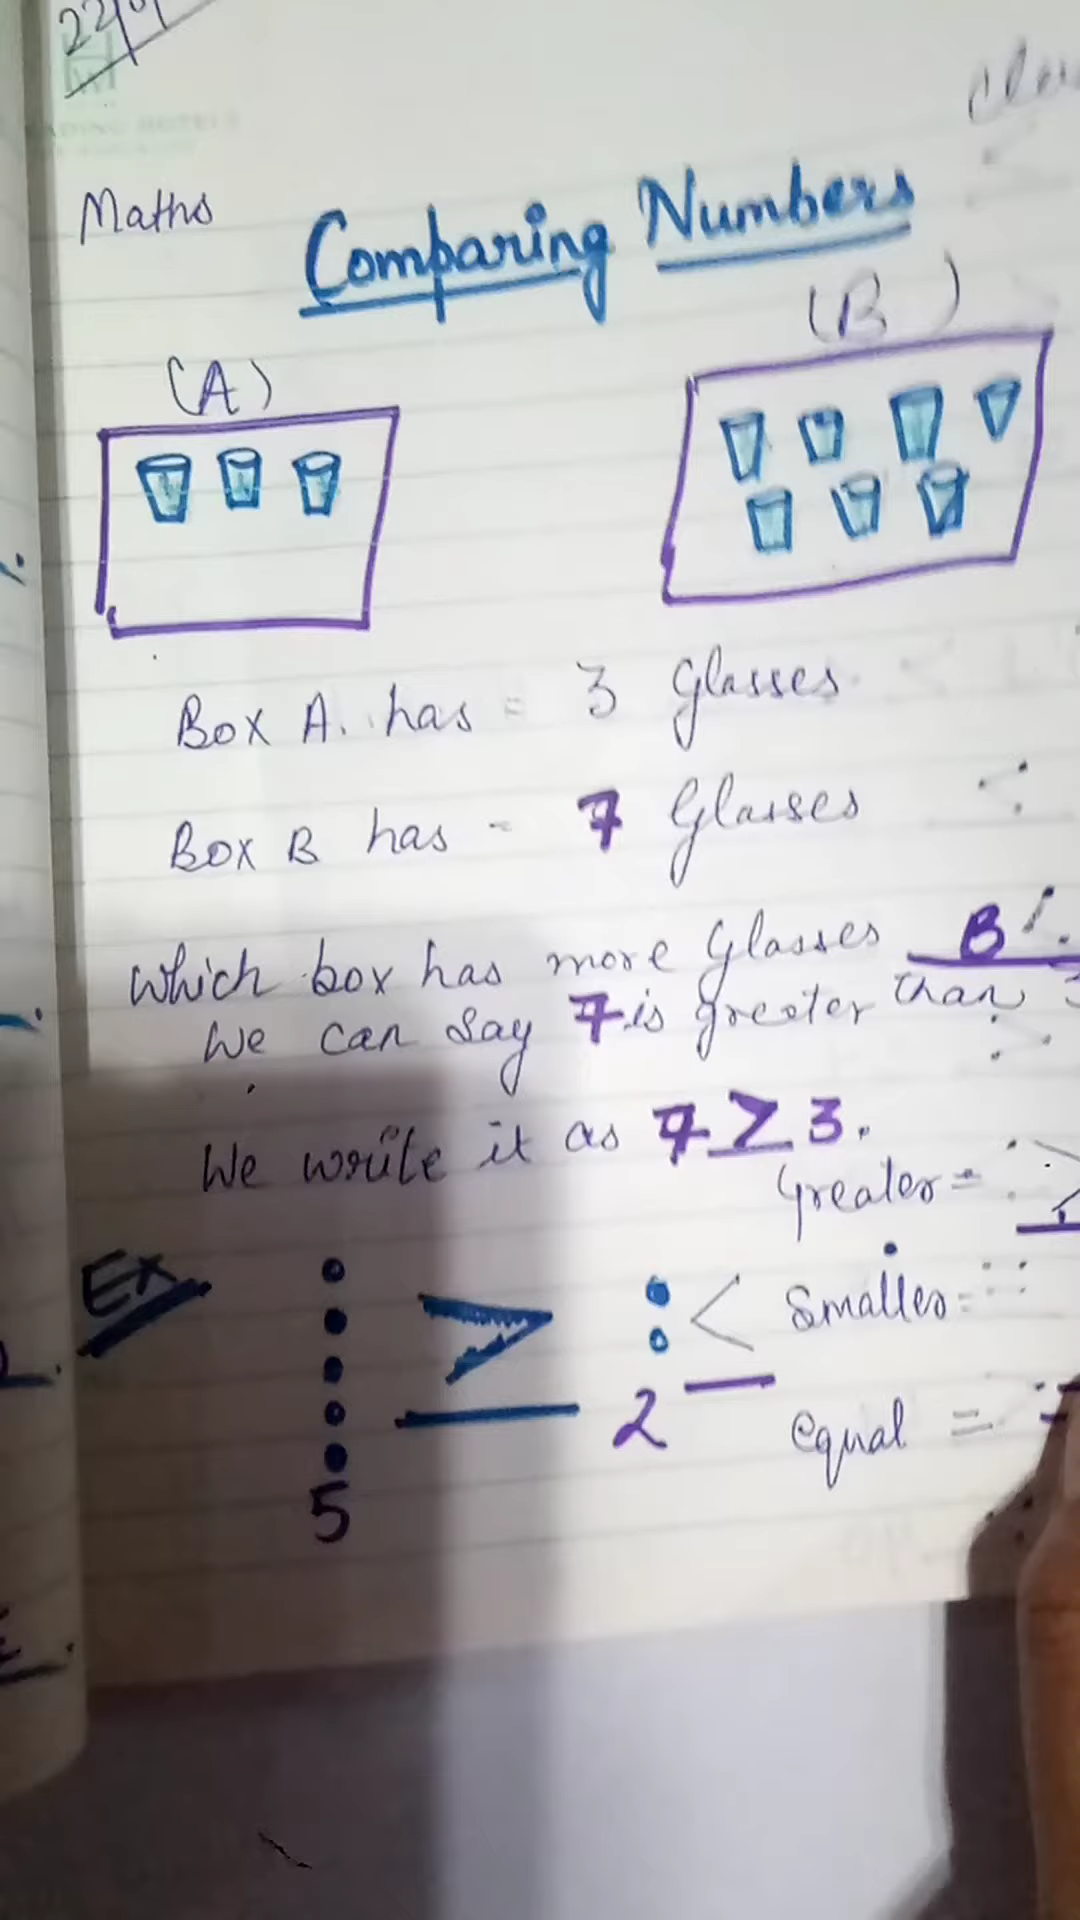 Maths
Comparing Numbers
(A) (B)
Box A. has = 3 Glasses.
Box B has - 7 Glasses
Which box has more Glasses B
We can say 7 is greater than
We write it as 7 > 3.
Greater = >
Ex > < Smaller =
5 2 equal =